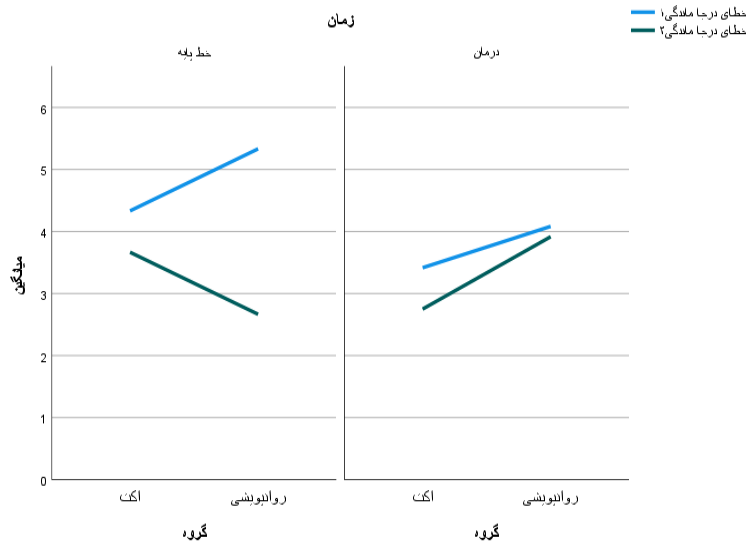 زمان
خطای درجا ماندگی۱
خطای درجا ماندگی۲
خط پایه
درمان
میانگین
6
5
4
3
2
1
0
اکت
روانپویشی
اکت
روانپویشی
گروه
گروه